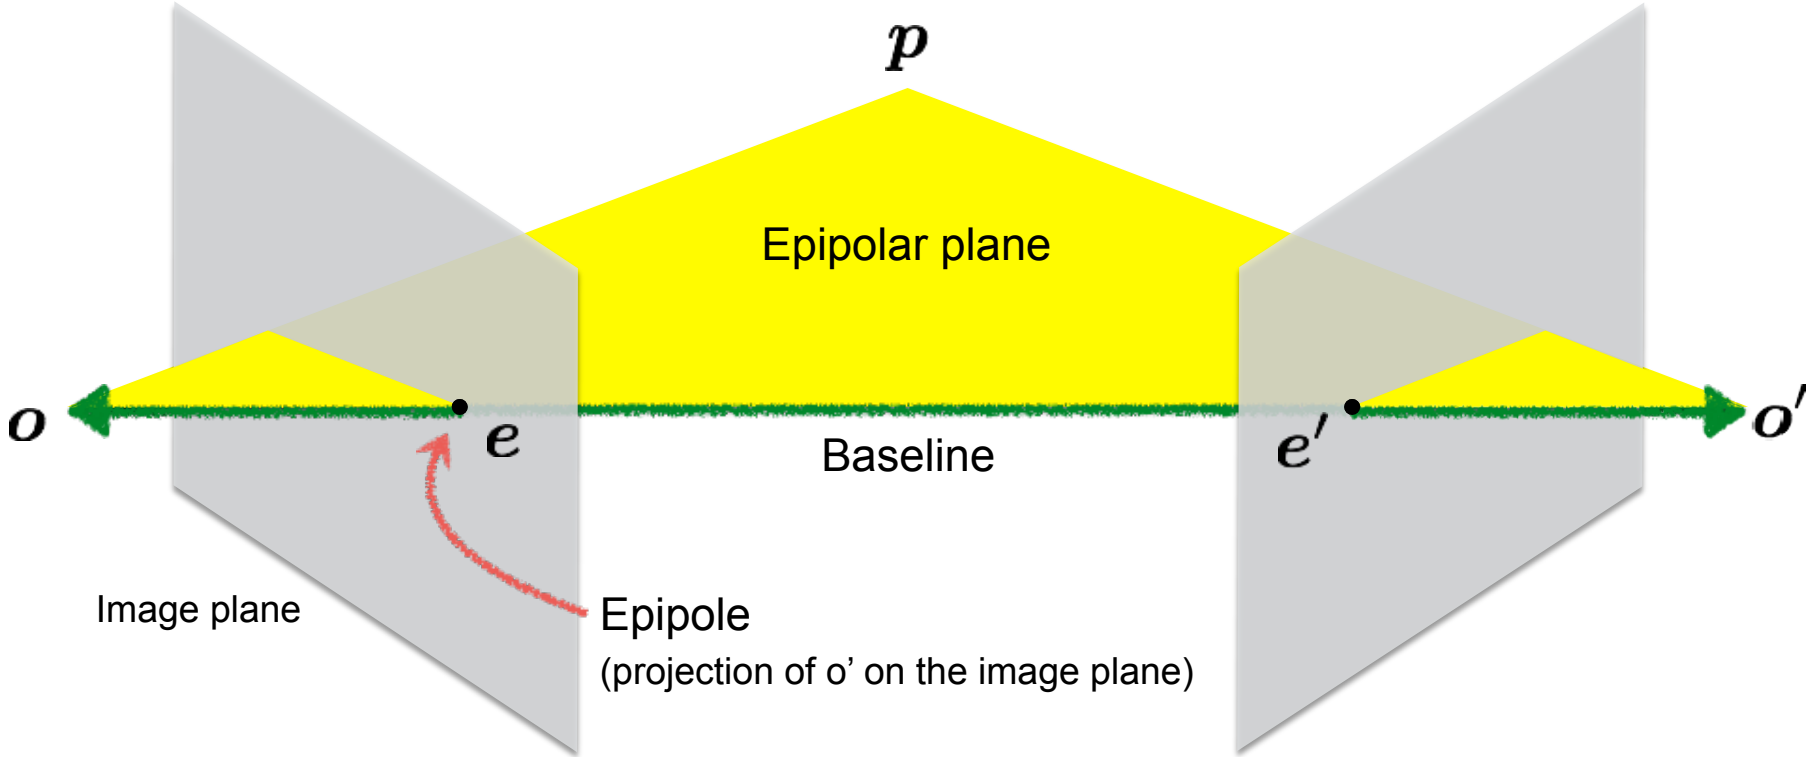 p
Epipolar plane
o
e
Baseline
e′
o′
Image plane
Epipole
(projection of o’ on the image plane)